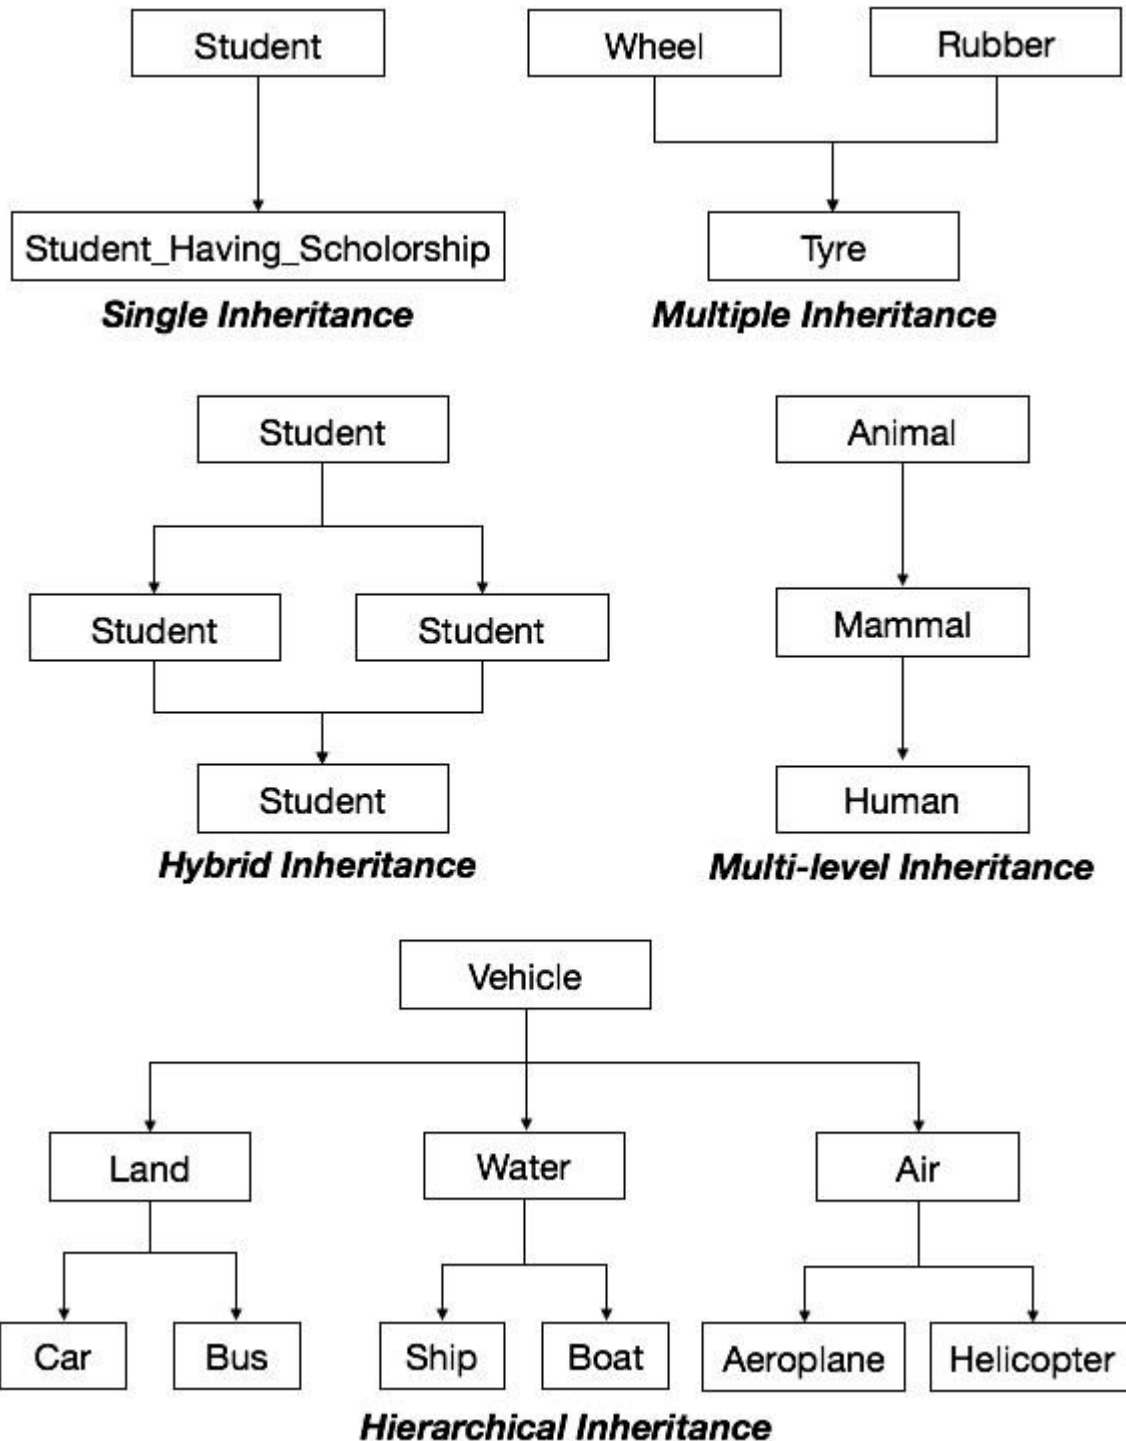 Student
Wheel
Rubber
Student_Having_Scholorship
Tyre
Single Inheritance
Multiple Inheritance
Student
Animal
Student
Student
Mammal
Student
Human
Hybrid Inheritance
Multi-level Inheritance
Vehicle
Land
Water
Air
Car
Bus
Ship
Boat
Aeroplane
Helicopter
Hierarchical Inheritance